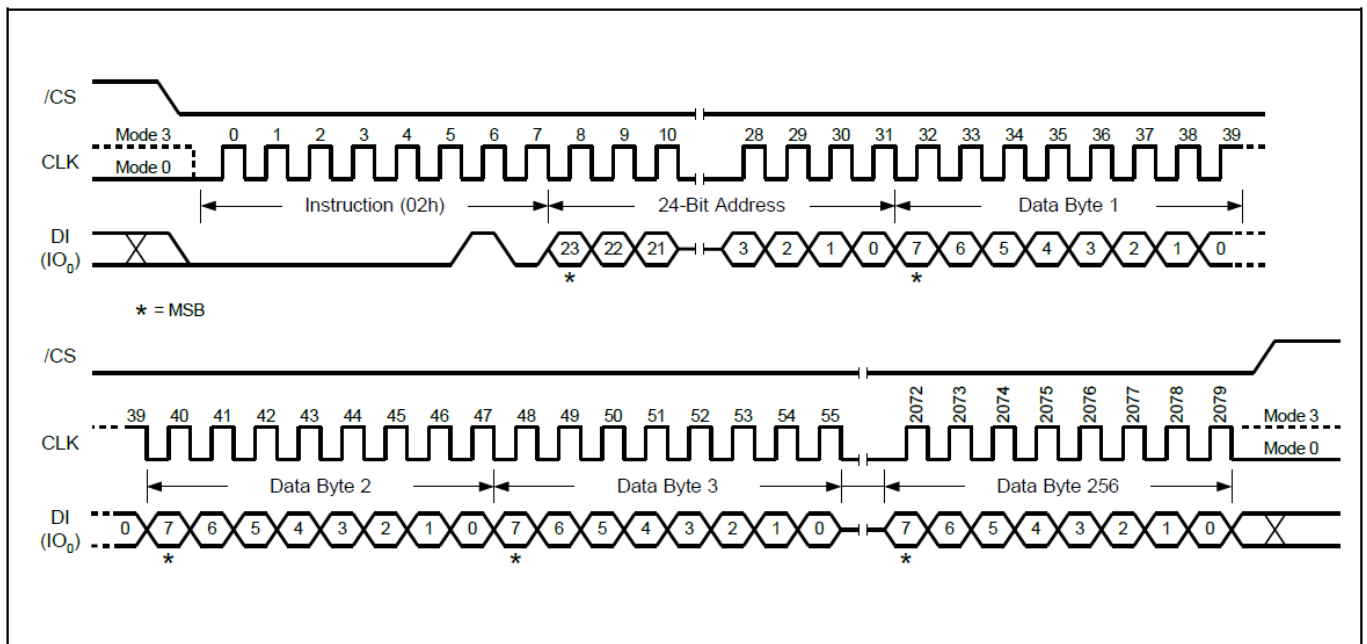 /CS
Mode 3 0 1 2 3 4 5 6 7 8 9 10 28 29 30 31 32 33 34 35 36 37 38 39
CLK Mode 0
Instruction (02h) 24-Bit Address Data Byte 1
DI (IO0) 23 22 21 3 2 1 0 7 6 5 4 3 2 1 0
* *
* = MSB
/CS
39 40 41 42 43 44 45 46 47 48 49 50 51 52 53 54 55 2072 2073 2074 2075 2076 2077 2078 2079 Mode 3
CLK Mode 0
Data Byte 2 Data Byte 3 Data Byte 256
DI (IO0) 0 7 6 5 4 3 2 1 0 7 6 5 4 3 2 1 0 7 6 5 4 3 2 1 0
* * *